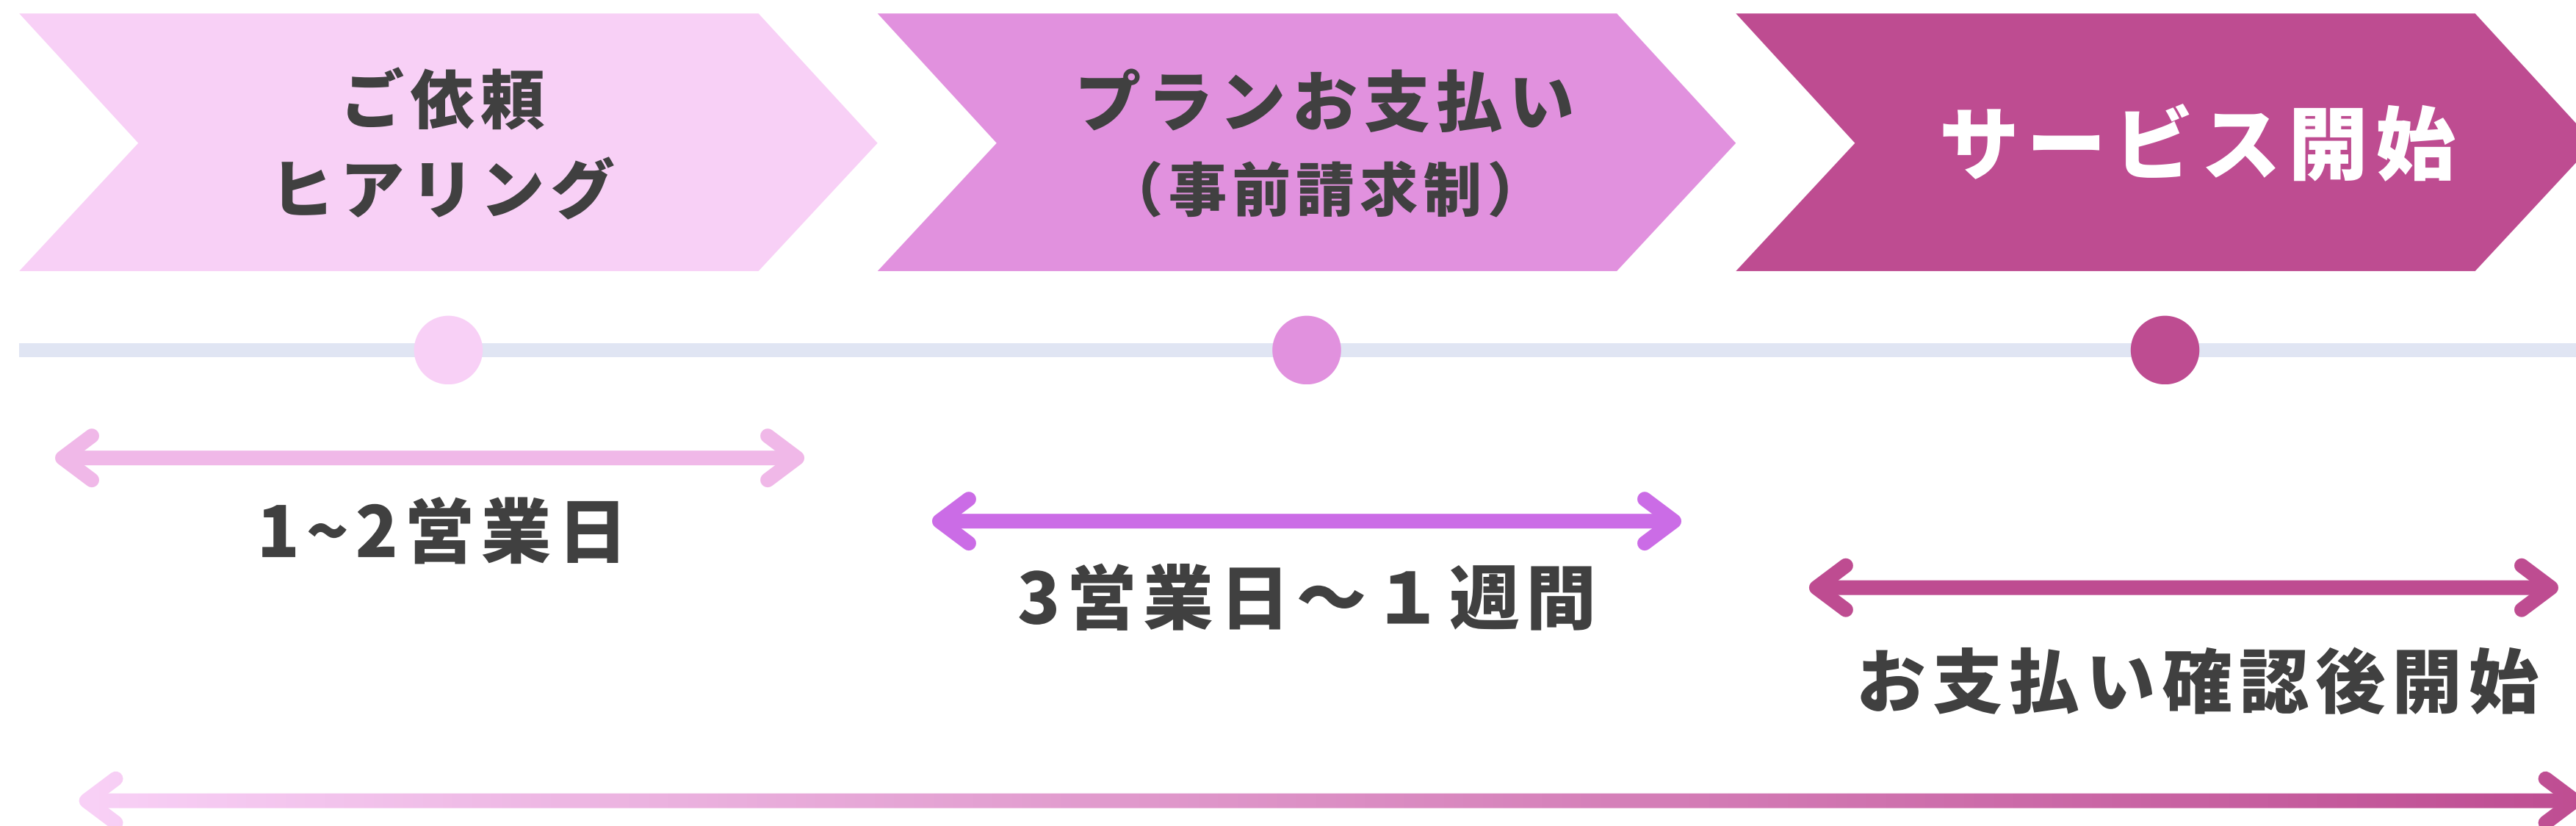 ご依頼
ヒアリング
プランお支払い
（事前請求制）
サービス開始
1~2営業日
3営業日～１週間
お支払い確認後開始